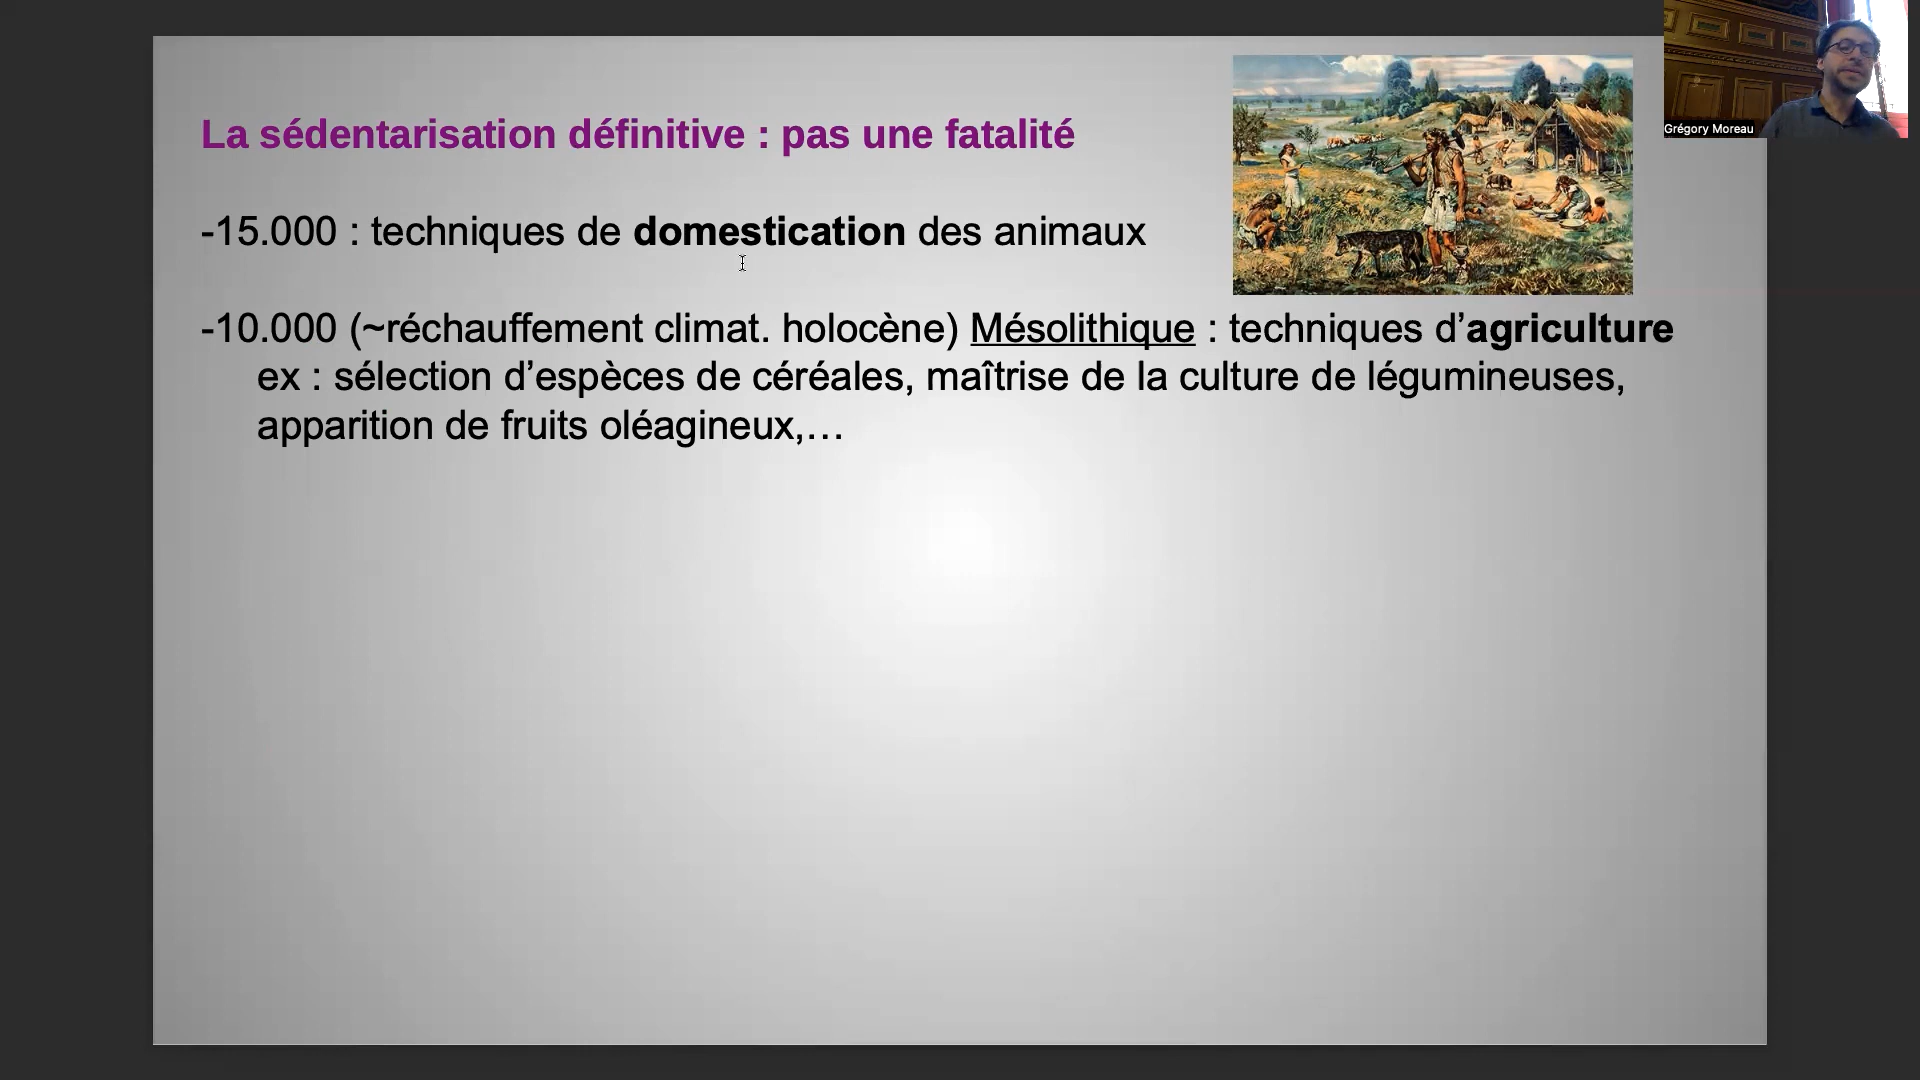 La sédentarisation définitive : pas une fatalité
-15.000 : techniques de domestication des animaux
-10.000 (~réchauffement climat. holocène) Mésolithique : techniques d’agriculture
ex : sélection d’espèces de céréales, maîtrise de la culture de légumineuses,
apparition de fruits oléagineux,…
Grégory Moreau